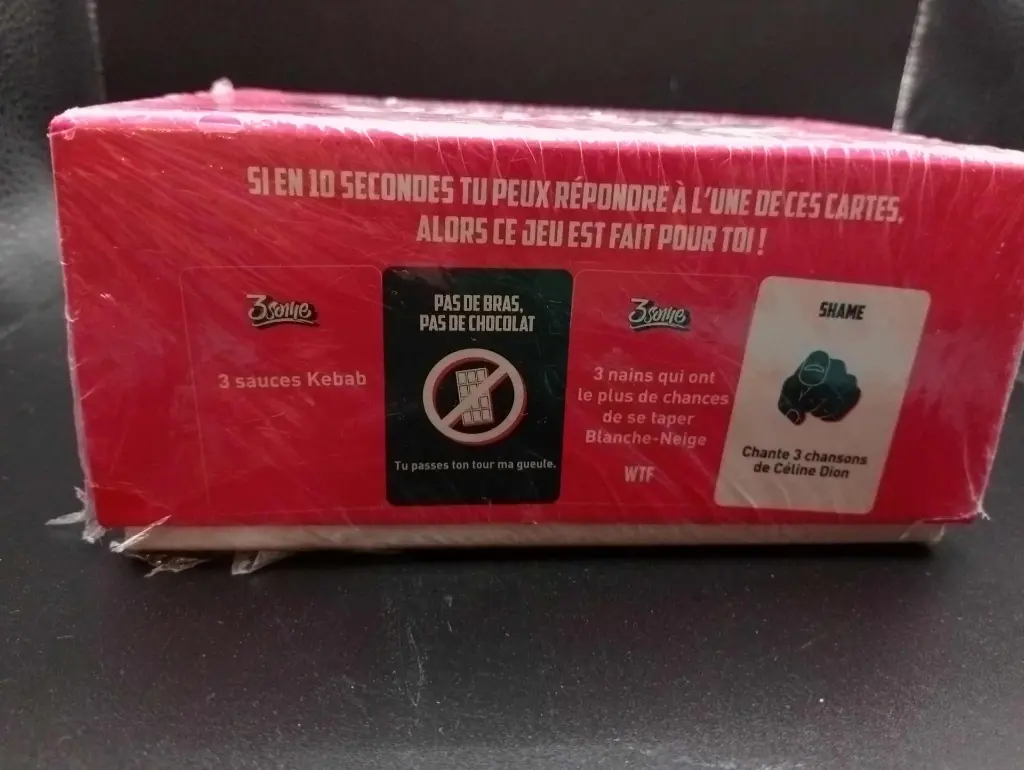 SI EN 10 SECONDES TU PEUX RÉPONDRE À L'UNE DE CES CARTES,
ALORS CE JEU EST FAIT POUR TOI !
3some
3 sauces Kebab
PAS DE BRAS,
PAS DE CHOCOLAT
Tu passes ton tour ma gueule.
3some
3 nains qui ont
le plus de chances
de se taper
Blanche-Neige
WTF
SHAME
Chante 3 chansons
de Céline Dion